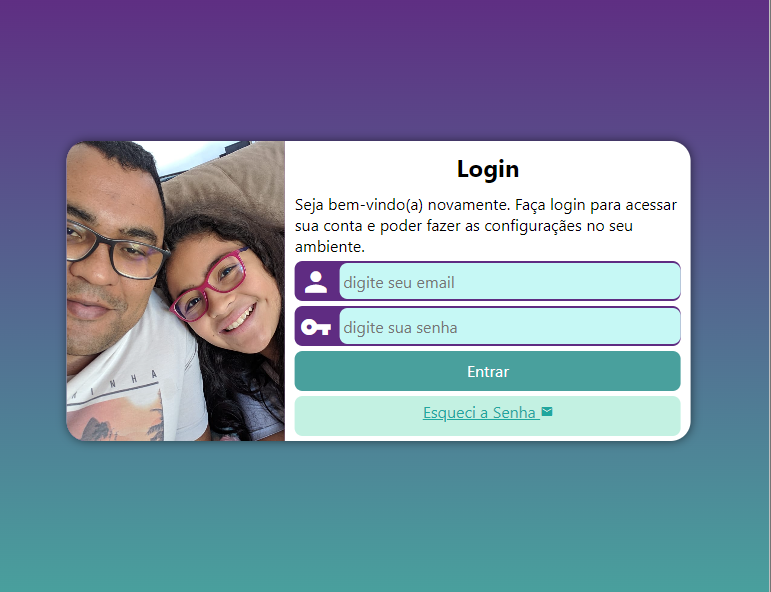 Login
Seja bem-vindo(a) novamente. Faça login para acessar
sua conta e poder fazer as configurações no seu
ambiente.
digite seu email
digite sua senha
Entrar
Esqueci a Senha